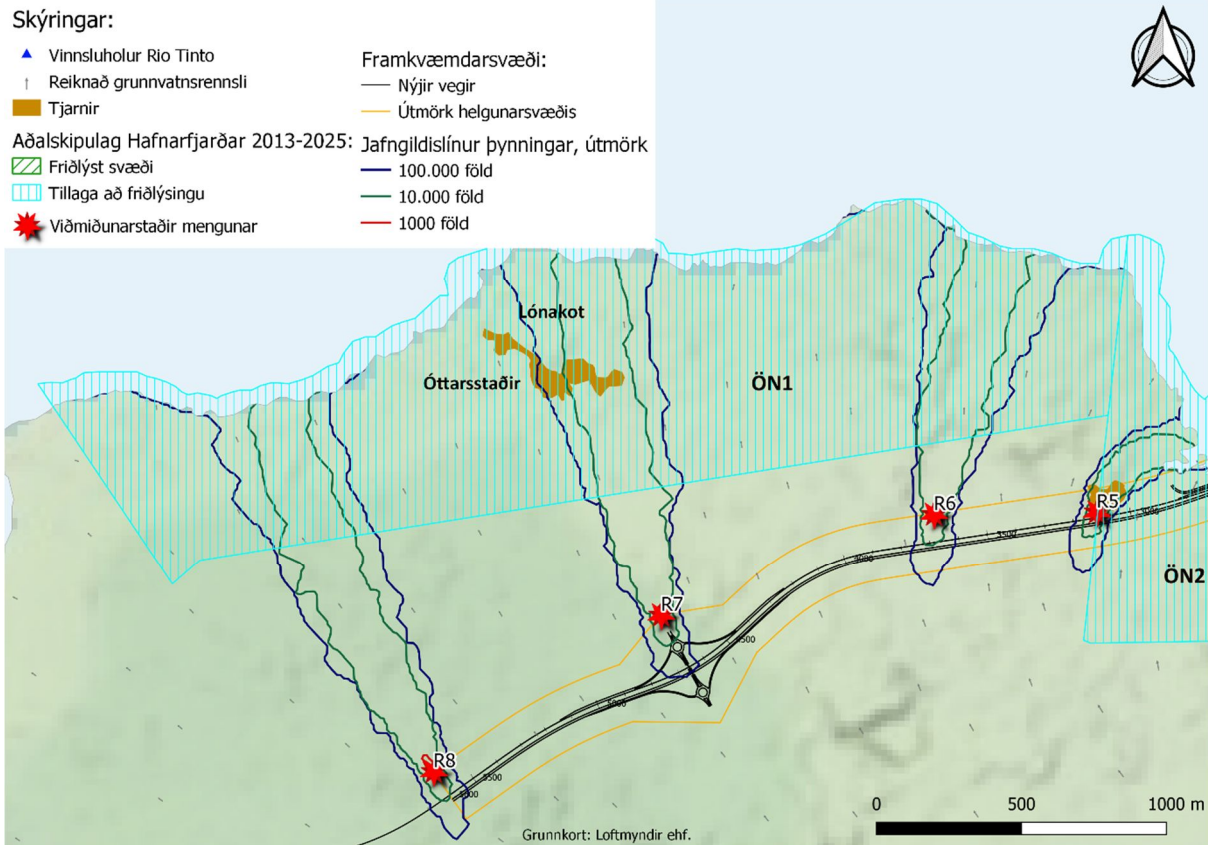 Skýringar:
Vinnsluholur Rio Tinto
Reiknað grunnvatnsrennsli
Tjarnir
Aðalskipulag Hafnarfjarðar 2013-2025:
Friðlýst svæði
Tillaga að friðlýsingu
Viðmiðunarstaðir mengunar
Framkvæmdarsvæði:
Nýjir vegir
Útmörk helgunarsvæðis
Jafngildislínur þynningar, útmörk
100.000 föld
10.000 föld
1000 föld
Lónakot
Óttarsstaðir
ÖN1
R6
R5
ÖN2
R7
R8
0 500 1000 m
Grunnkort: Loftmyndir ehf.